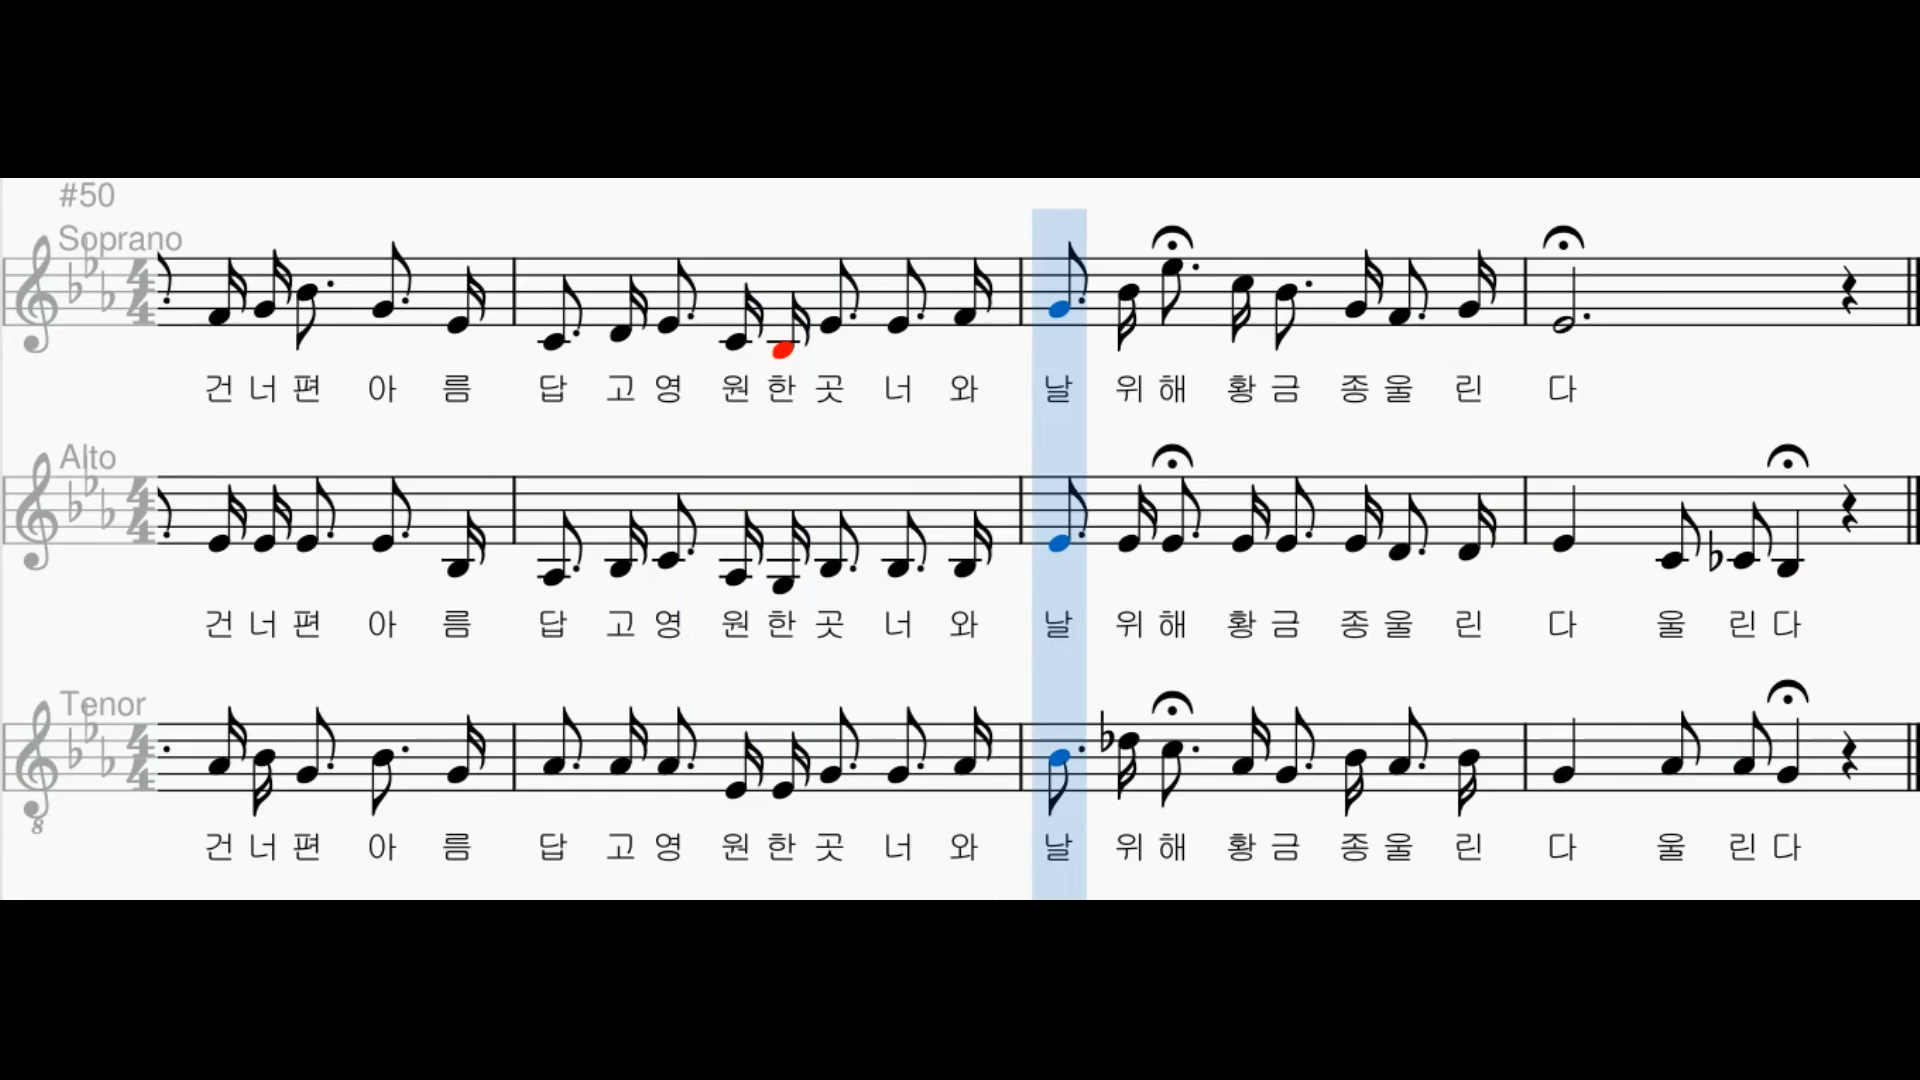 #50
Soprano
건 너 편 아 름 답 고 영 원 한 곳 너 와 날 위 해 황 금 종 울 린 다
Alto
건 너 편 아 름 답 고 영 원 한 곳 너 와 날 위 해 황 금 종 울 린 다 울 린 다
Tenor
8
건 너 편 아 름 답 고 영 원 한 곳 너 와 날 위 해 황 금 종 울 린 다 울 린 다